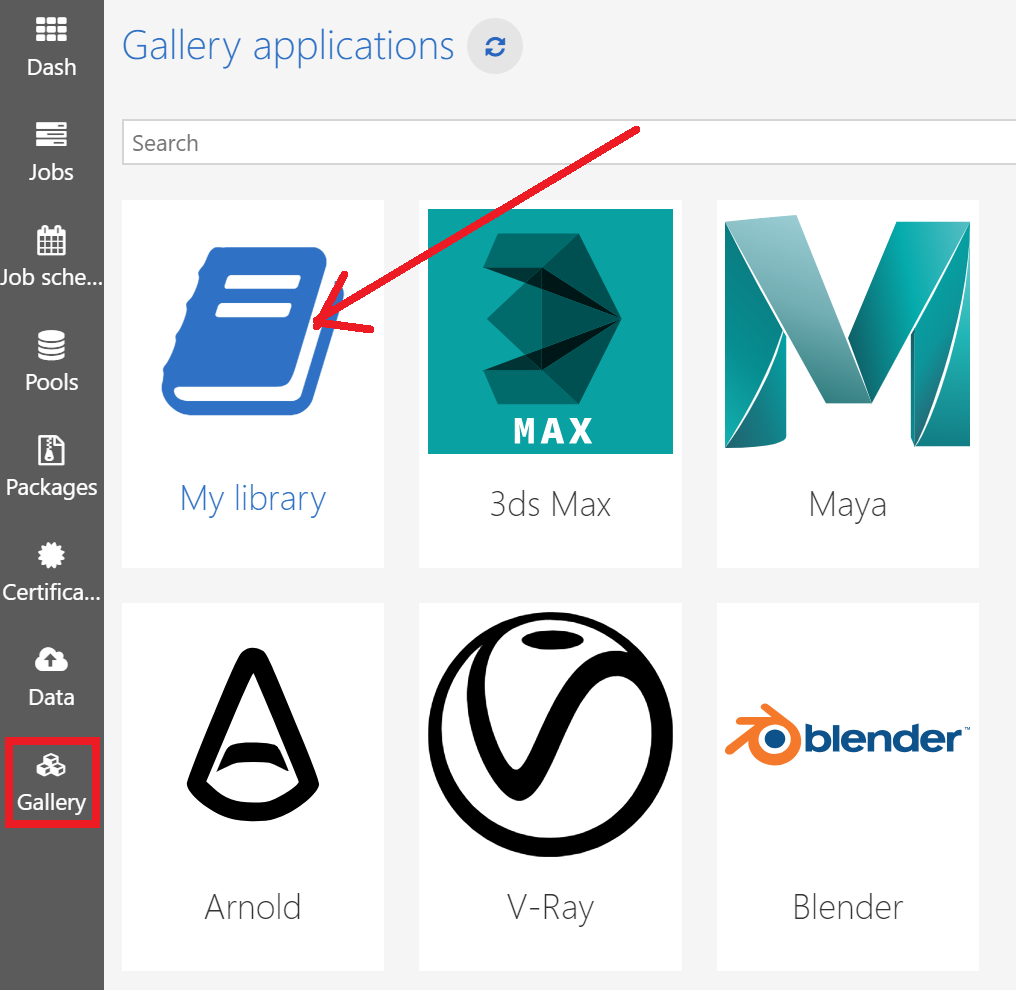 Dash
Jobs
Job sche...
Pools
Packages
Certifica...
Data
Gallery
Gallery applications
Search
My library
MAX
3ds Max
Maya
Arnold
V-Ray
blender™
Blender